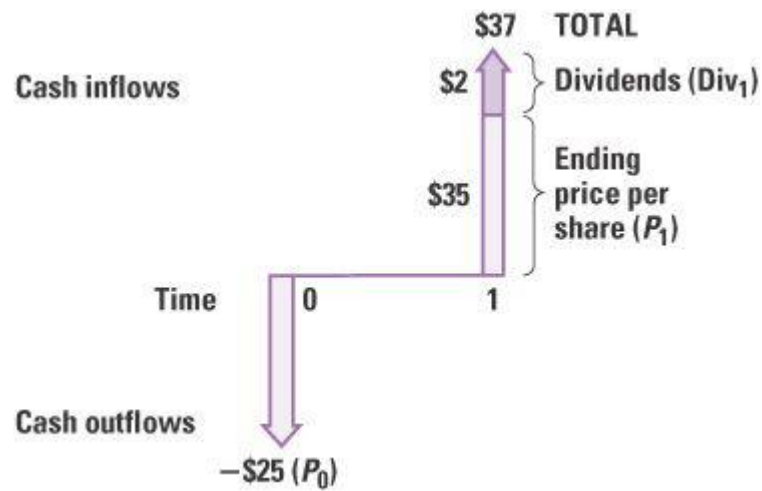 $37 TOTAL
Cash inflows
$2
Dividends (Div₁)
$35
Ending
price per
share (P₁)
Time
0
1
Cash outflows
–$25 (P₀)